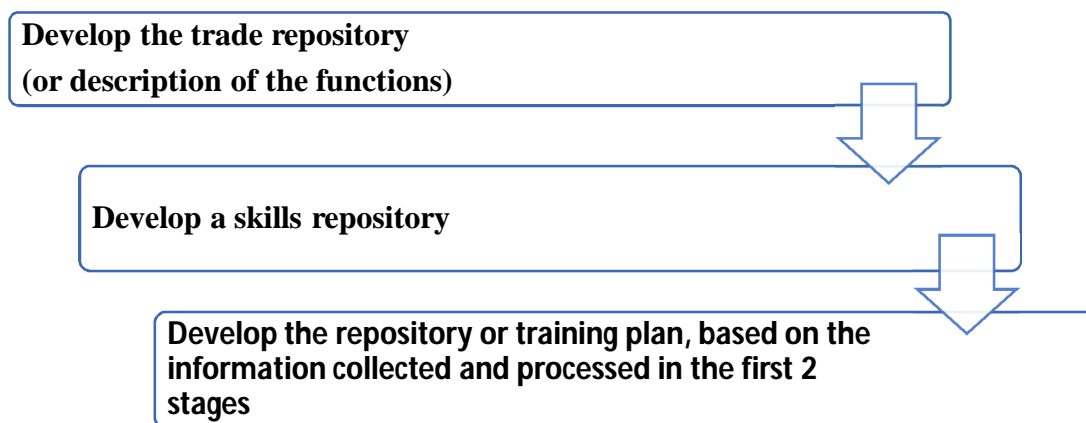 Develop the trade repository
(or description of the functions)
Develop a skills repository
Develop the repository or training plan, based on the
information collected and processed in the first 2
stages